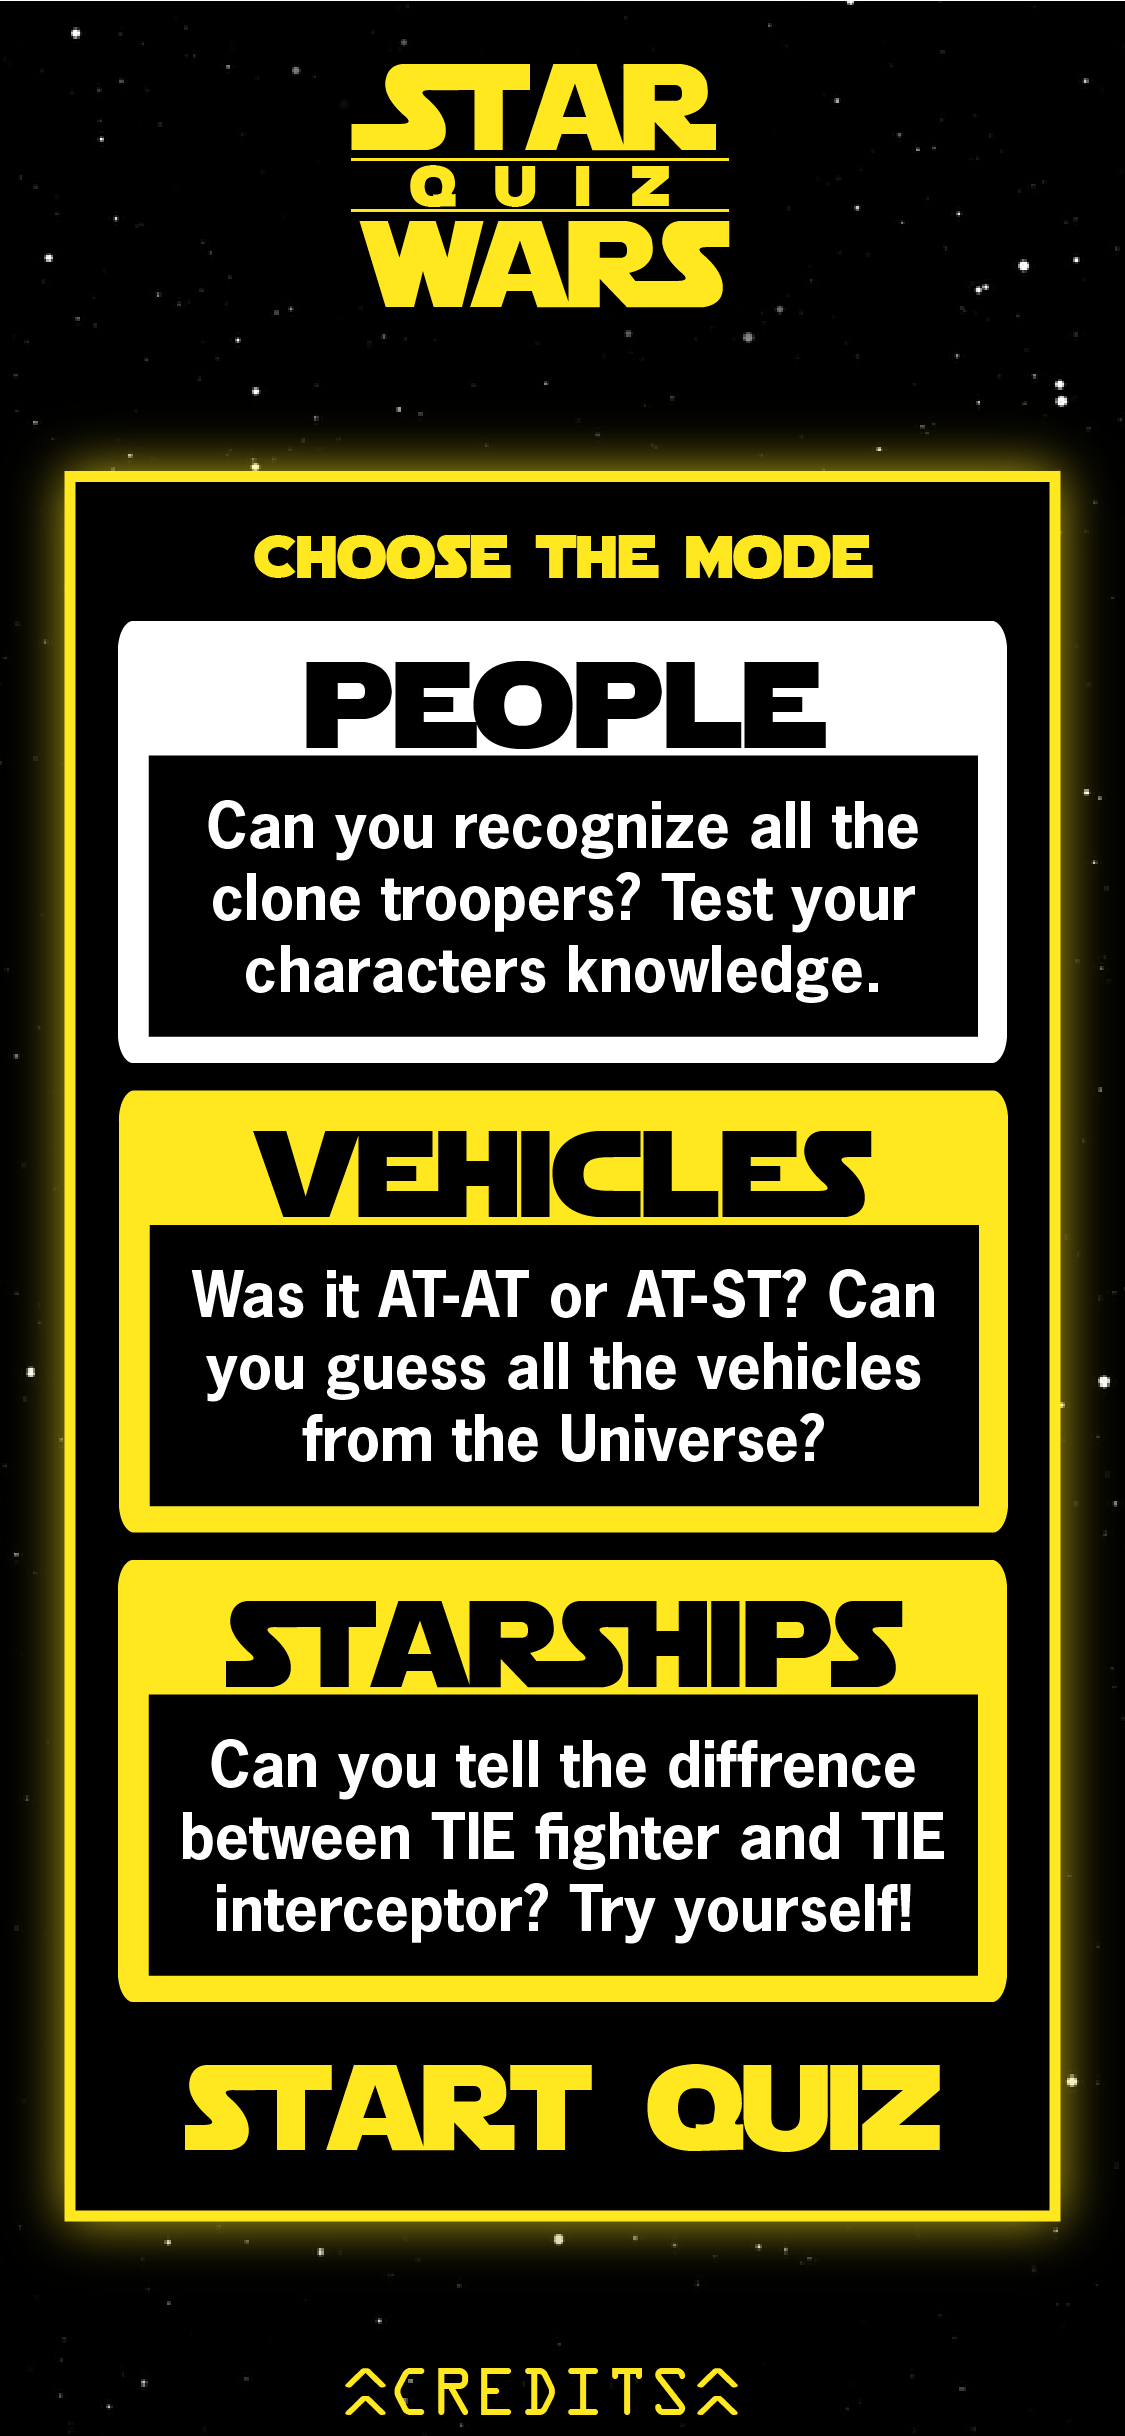 STAR
QUIZ
WARS
CHOOSE THE MODE
PEOPLE
Can you recognize all the
clone troopers? Test your
characters knowledge.
VEHICLES
Was it AT-AT or AT-ST? Can
you guess all the vehicles
from the Universe?
STARSHIPS
Can you tell the diffrence
between TIE fighter and TIE
interceptor? Try yourself!
START QUIZ
CREDITS